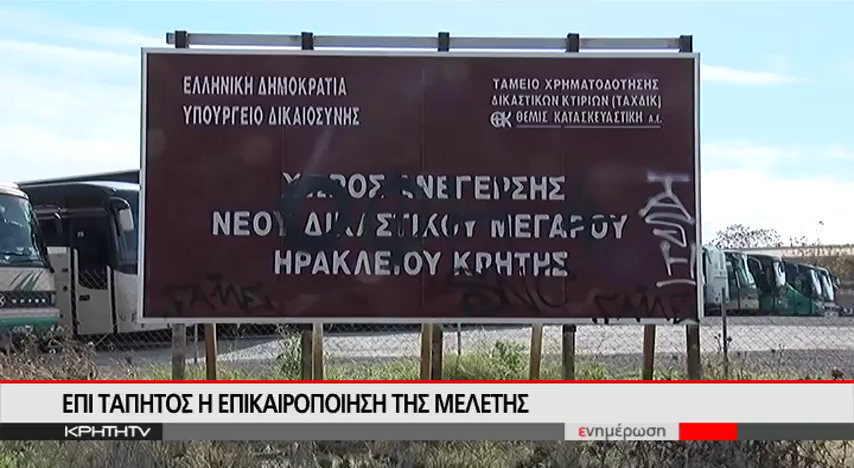 ΕΛΛΗΝΙΚΗ ΔΗΜΟΚΡΑΤΙΑ
ΥΠΟΥΡΓΕΙΟ ΔΙΚΑΙΟΣΥΝΗΣ
ΤΑΜΕΙΟ ΧΡΗΜΑΤΟΔΟΤΗΣΗΣ
ΔΙΚΑΣΤΙΚΩΝ ΚΤΙΡΙΩΝ (ΤΑΧΔΙΚ)
ΘΕΜΙΣ ΚΑΤΑΣΚΕΥΑΣΤΙΚΗ Α.Ε.
ΧΩΡΟΣ ΑΝΕΓΕΡΣΗΣ
ΝΕΟΥ ΔΙΚΑΣΤΙΚΟΥ ΜΕΓΑΡΟΥ
ΗΡΑΚΛΕΙΟΥ ΚΡΗΤΗΣ
ΕΠΙ ΤΑΠΗΤΟΣ Η ΕΠΙΚΑΙΡΟΠΟΙΗΣΗ ΤΗΣ ΜΕΛΕΤΗΣ
ΚΡΗΤΗTV
ενημέρωση